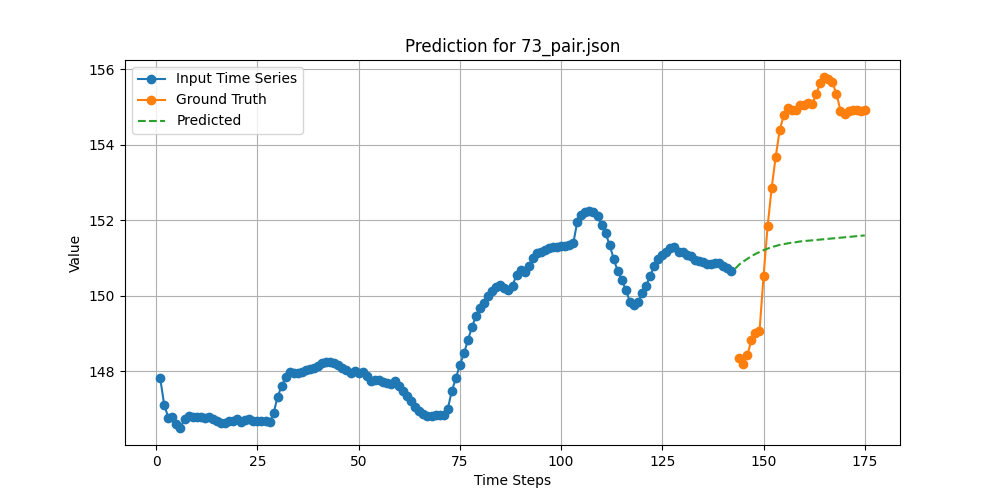 Prediction for 73_pair.json
Input Time Series
Ground Truth
Predicted
156
154
152
150
148
Value
0 25 50 75 100 125 150 175
Time Steps